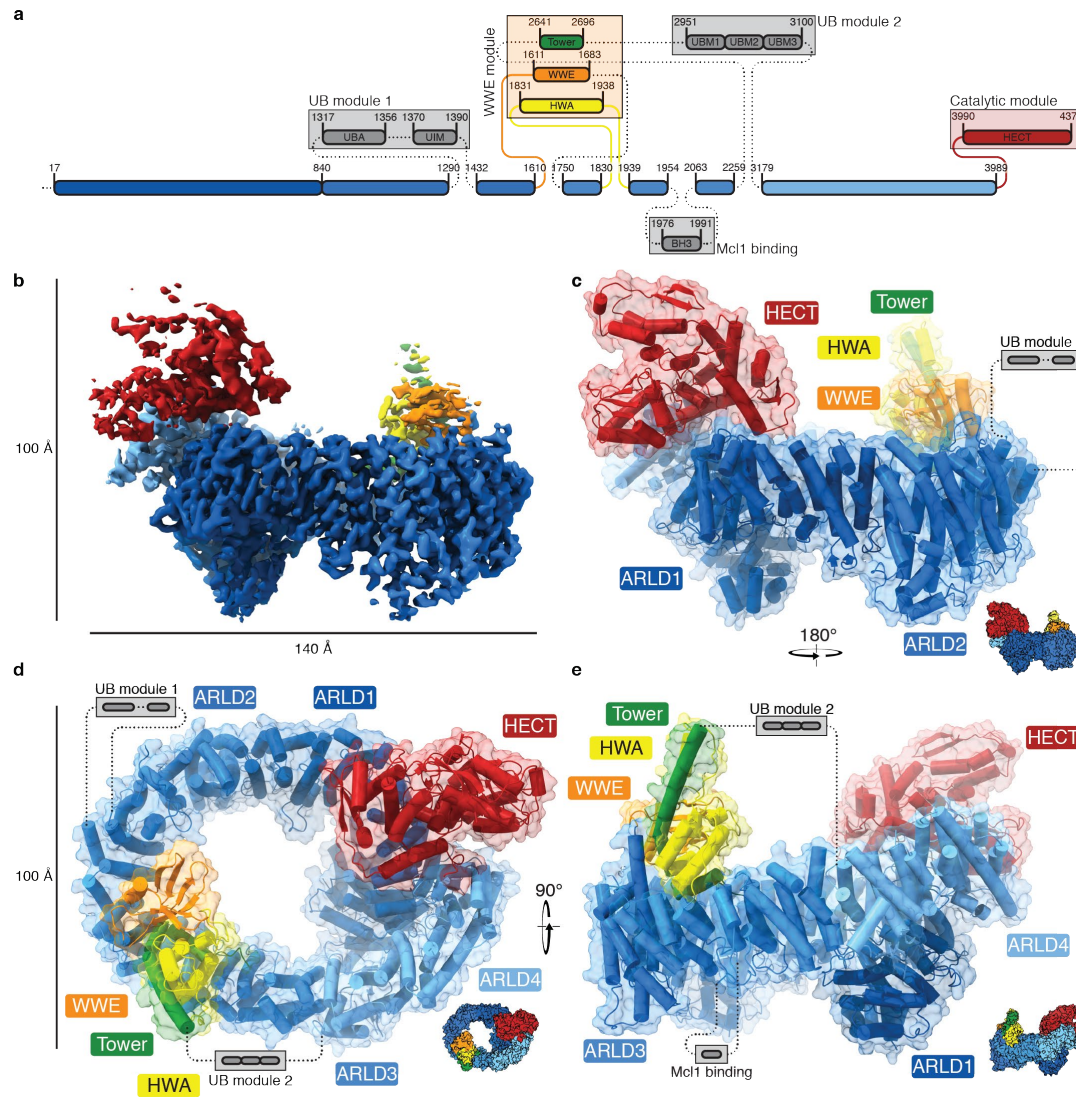 a
2641 2696
Tower
1611 1683
WWE
1831 1938
HWA
WWE module
2951 3100
UBM1 UBM2 UBM3
UB module 2
UB module 1
1317 1356 1370 1390
UBA UIM
Catalytic module
3990 437
HECT
17 840 1290 1432 1610 1750 1830 1939 1954 2063 2259 3179 3989
1976 1991
BH3
Mcl1 binding
b
100 Å
140 Å
c
HECT
Tower
HWA
WWE
UB module
ARLD1
ARLD2
180°
d
UB module 1
ARLD2
ARLD1
HECT
100 Å
90°
WWE
Tower
HWA
UB module 2
ARLD3
ARLD4
e
Tower
HWA
WWE
UB module 2
HECT
ARLD4
ARLD3
Mcl1 binding
ARLD1